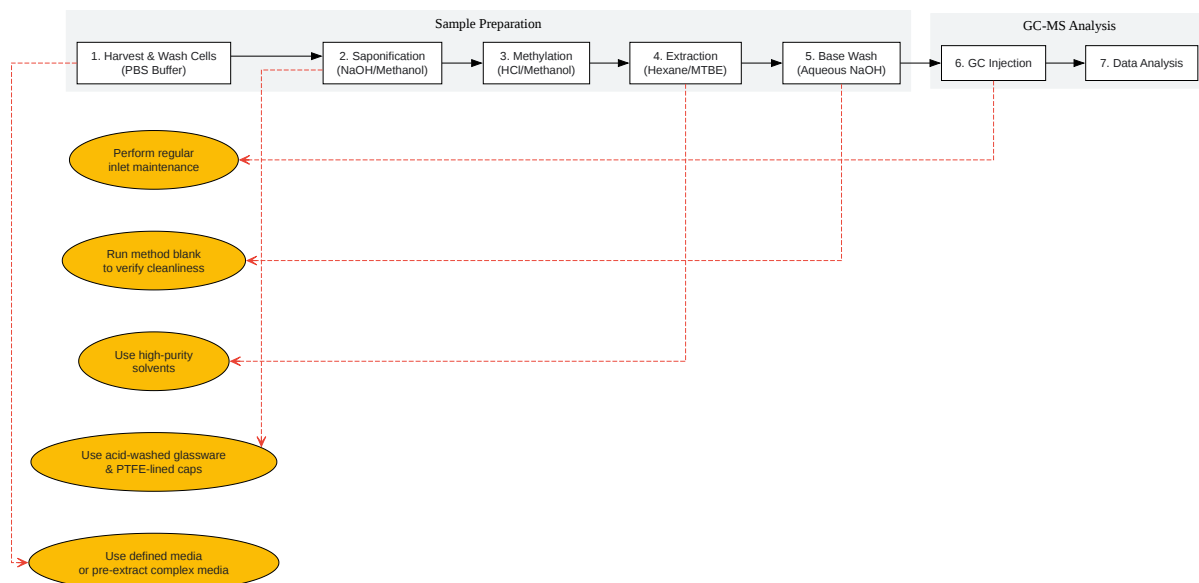 Sample Preparation
GC-MS Analysis
1. Harvest & Wash Cells
(PBS Buffer)
2. Saponification
(NaOH/Methanol)
3. Methylation
(HCl/Methanol)
4. Extraction
(Hexane/MTBE)
5. Base Wash
(Aqueous NaOH)
6. GC Injection
7. Data Analysis
Perform regular
inlet maintenance
Run method blank
to verify cleanliness
Use high-purity
solvents
Use acid-washed glassware
& PTFE-lined caps
Use defined media
or pre-extract complex media